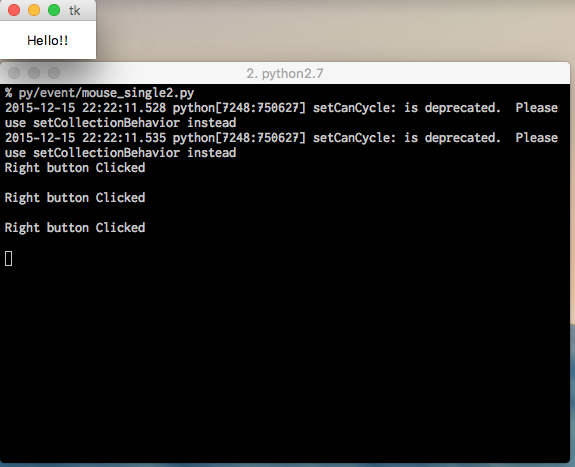 tk
Hello!!
2. python2.7
% py/event/mouse_single2.py
2015-12-15 22:22:11.528 python[7248:750627] setCanCycle: is deprecated.  Please
use setCollectionBehavior instead
2015-12-15 22:22:11.535 python[7248:750627] setCanCycle: is deprecated.  Please
use setCollectionBehavior instead
Right button Clicked
Right button Clicked
Right button Clicked